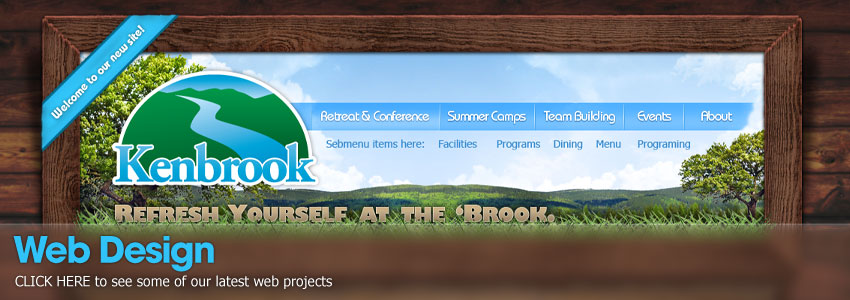 Welcome to our new site!
Kenbrook
Retreat & Conference Summer Camps Team Building Events About
Sebmenu items here: Facilities Programs Dining Menu Programing
Refresh Yourself at the 'Brook.
Web Design
CLICK HERE to see some of our latest web projects